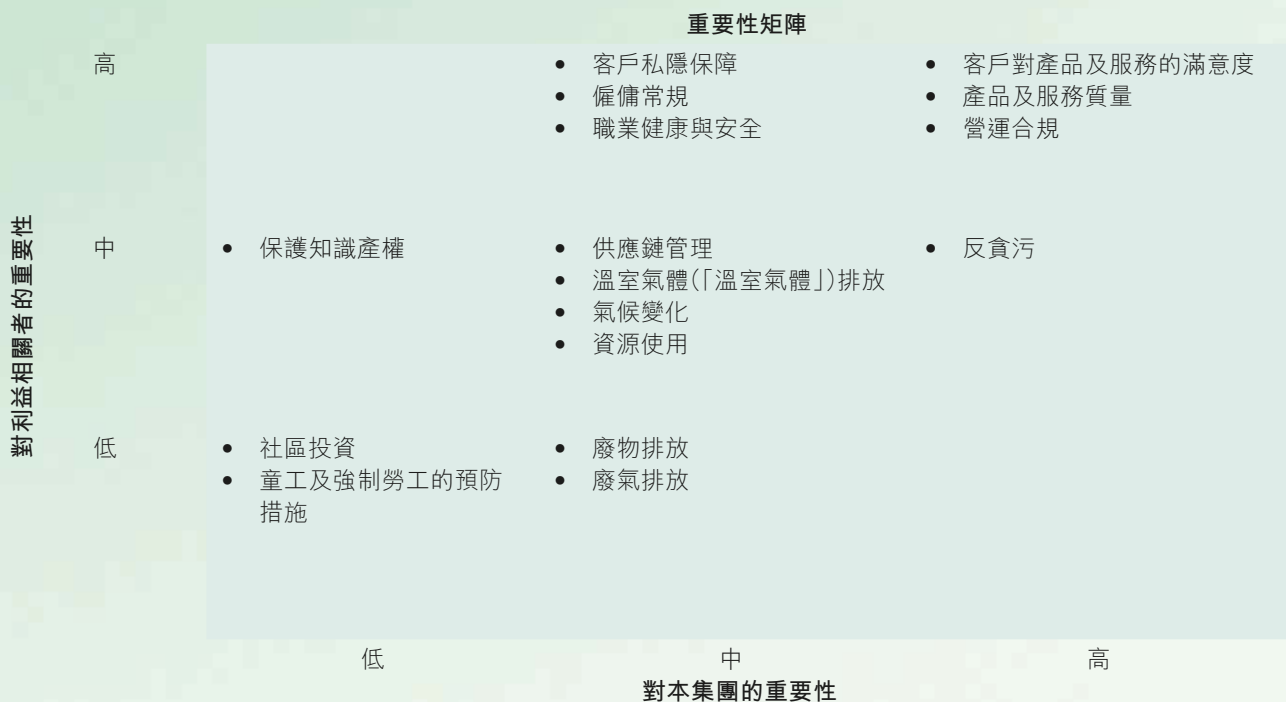 重要性矩陣
高
• 客戶私隱保障
• 僱傭常規
• 職業健康與安全
• 客戶對產品及服務的滿意度
• 產品及服務質量
• 營運合規
對利益相關者的重要性
中
• 保護知識產權
• 供應鏈管理
• 溫室氣體(「溫室氣體」)排放
• 氣候變化
• 資源使用
• 反貪污
低
• 社區投資
• 童工及強制勞工的預防
措施
• 廢物排放
• 廢氣排放
低
中
高
對本集團的重要性